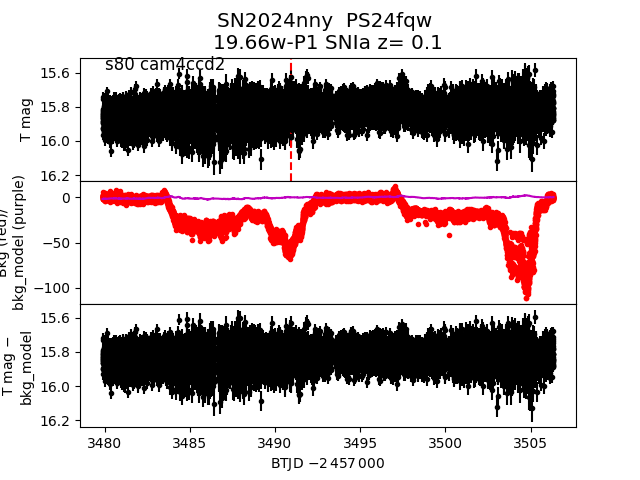 SN2024nny PS24fqw
19.66w-P1 SNIa z= 0.1
s80 cam4ccd2
15.6
15.8
16.0
16.2
T mag
0
−50
−100
Bkg (red)/
bkg_model (purple)
15.6
15.8
16.0
16.2
T mag −
bkg_model
3480 3485 3490 3495 3500 3505
BTJD −2 457 000